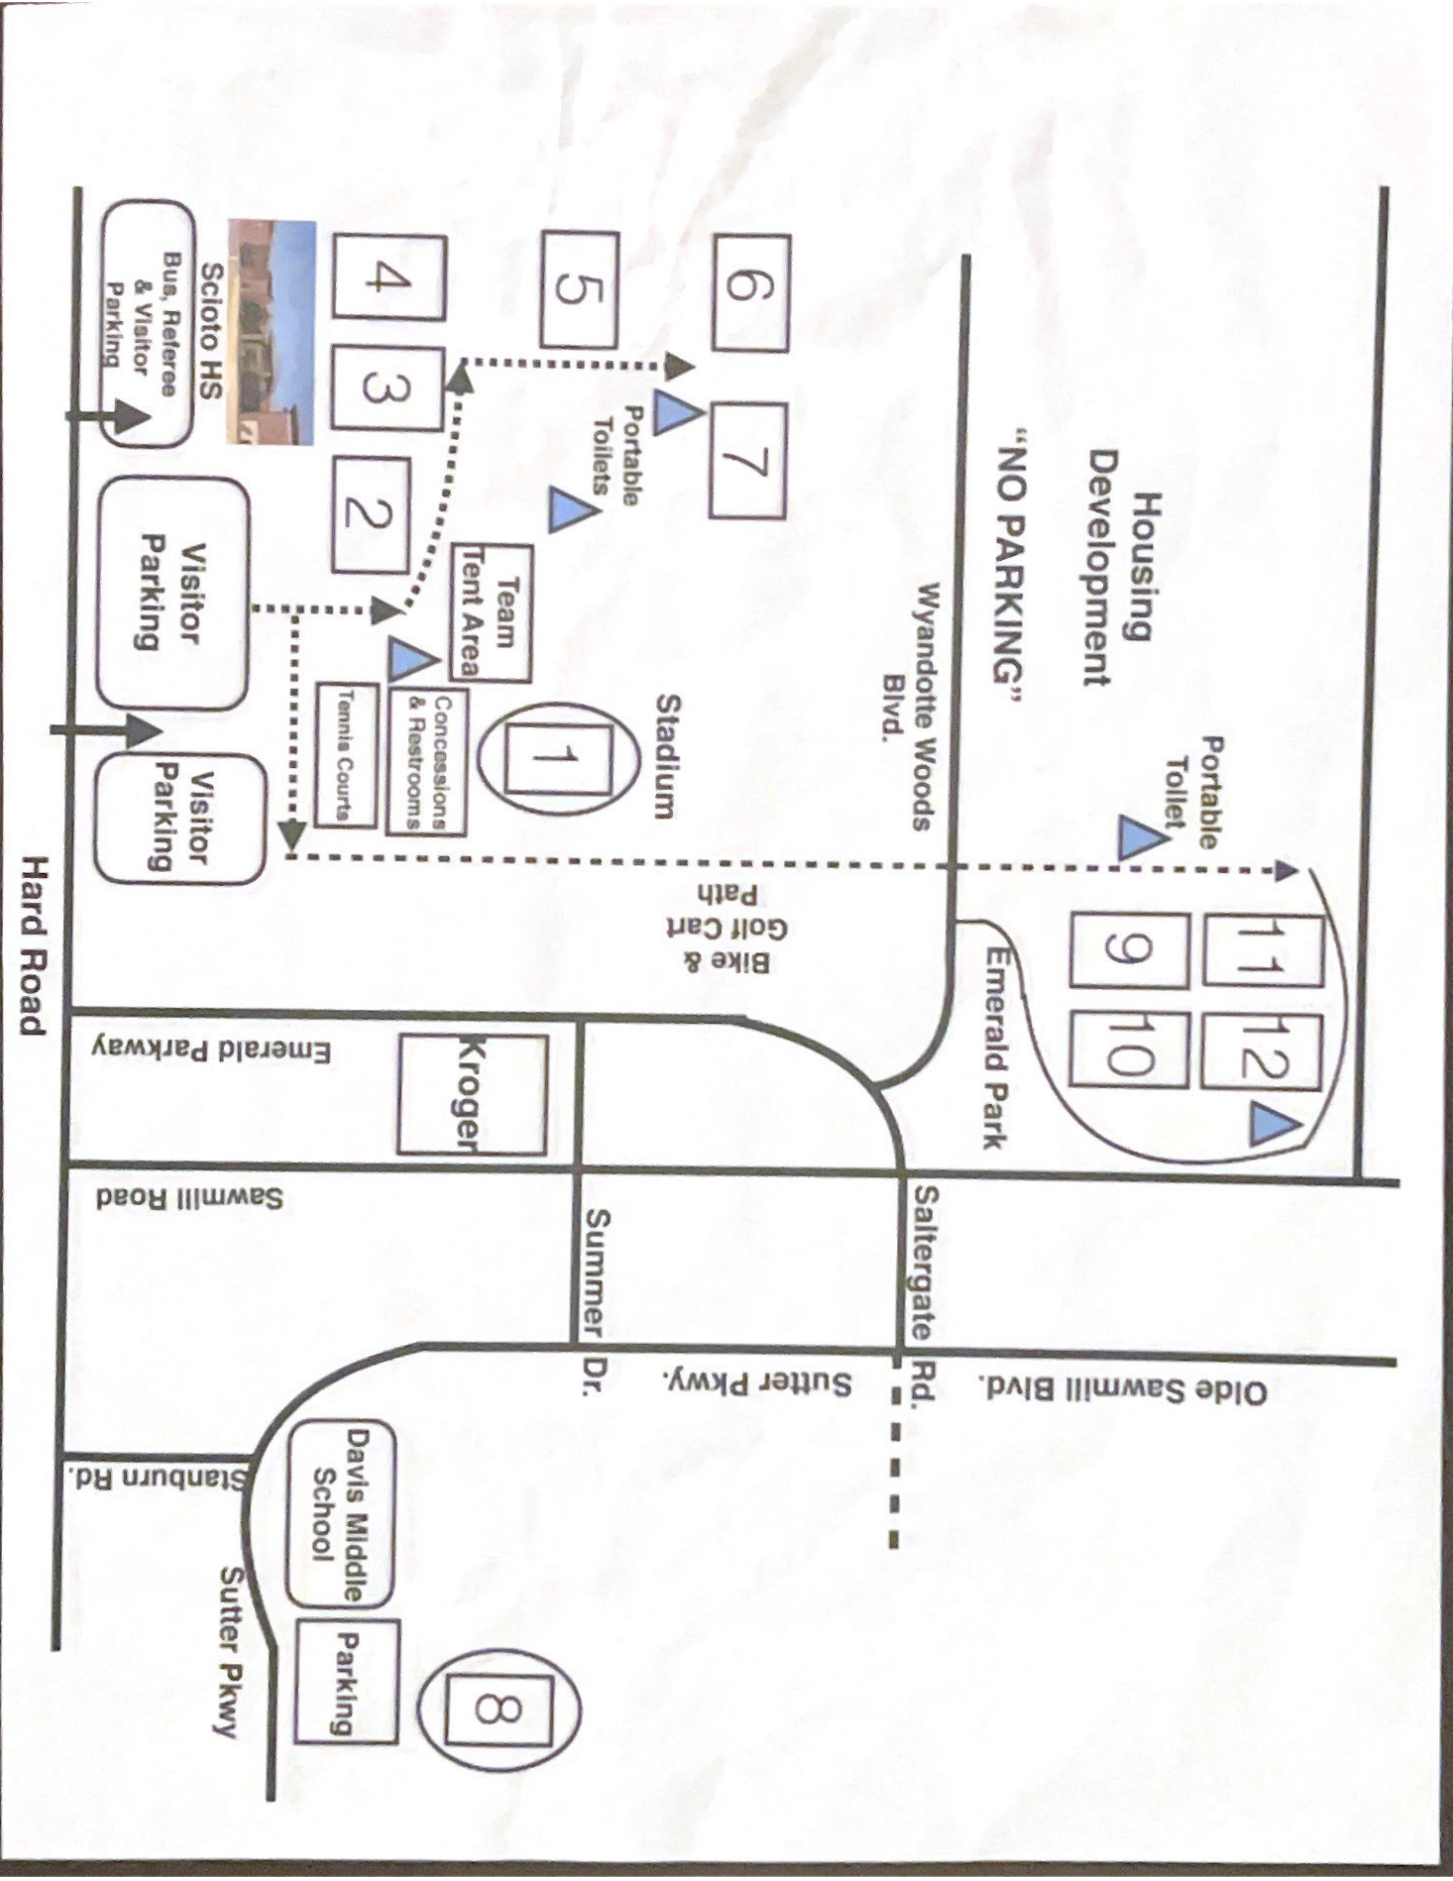 Housing
Development
"NO PARKING"
Portable
Toilet
11
12
9
10
Emerald Park
Wyandotte Woods
Blvd.
6
7
5
Portable
Toilets
4
3
2
Team
Tent Area
Stadium
1
Concessions
& Restrooms
Tennis Courts
Bike &
Golf Cart
Path
Scioto HS
Bus, Referee
& Visitor
Parking
Visitor
Parking
Visitor
Parking
Hard Road
Emerald Parkway
Kroger
Sawmill Road
Summer Dr.
Saltergate Rd.
Olde Sawmill Blvd.
Sutter Pkwy.
Stanburn Rd.
Davis Middle
School
Parking
8
Sutter Pkwy